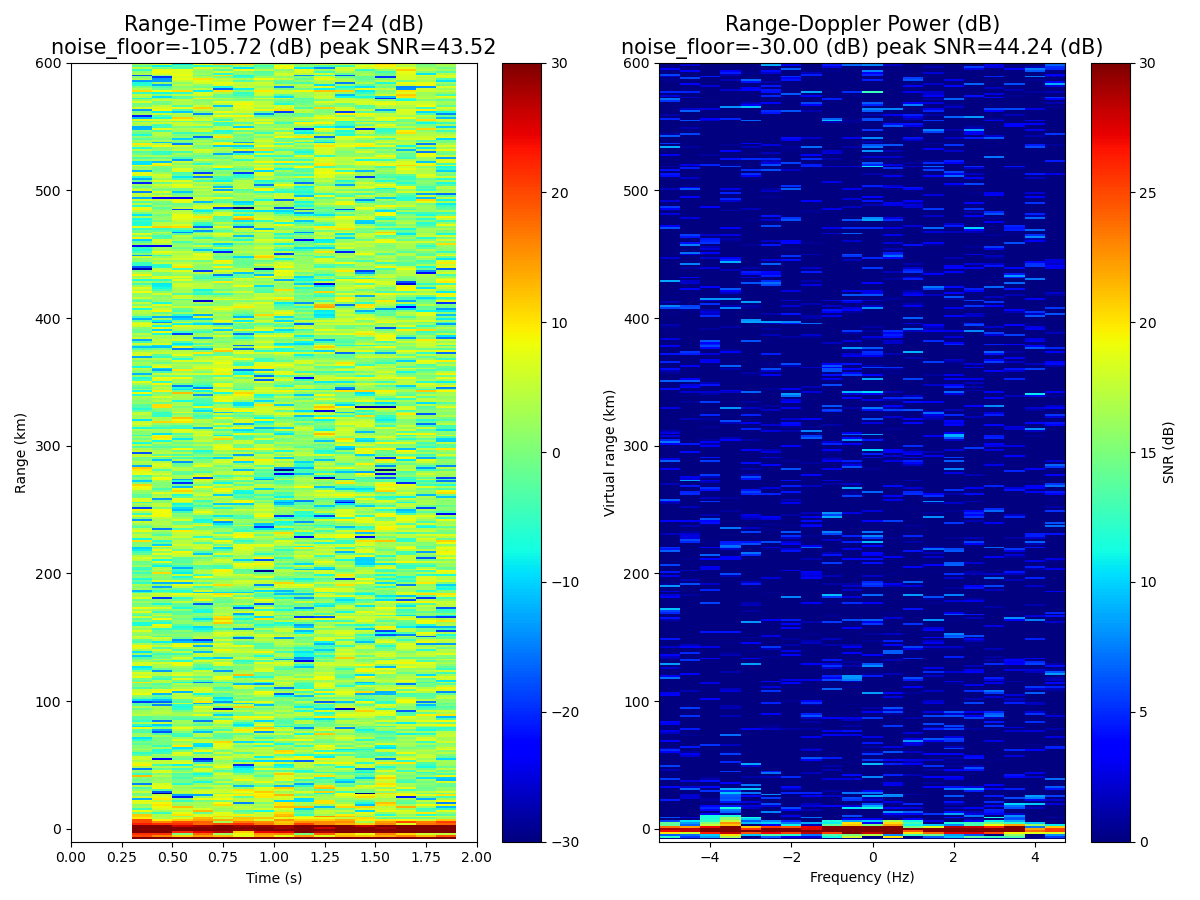 Range-Time Power f=24 (dB)
noise_floor=-105.72 (dB) peak SNR=43.52
Range-Doppler Power (dB)
noise_floor=-30.00 (dB) peak SNR=44.24 (dB)
600
500
400
300
200
100
0
Range (km)
0.00 0.25 0.50 0.75 1.00 1.25 1.50 1.75 2.00
Time (s)
30
20
10
0
−10
−20
−30
600
500
400
300
200
100
0
Virtual range (km)
−4 −2 0 2 4
Frequency (Hz)
30
25
20
15
10
5
0
SNR (dB)